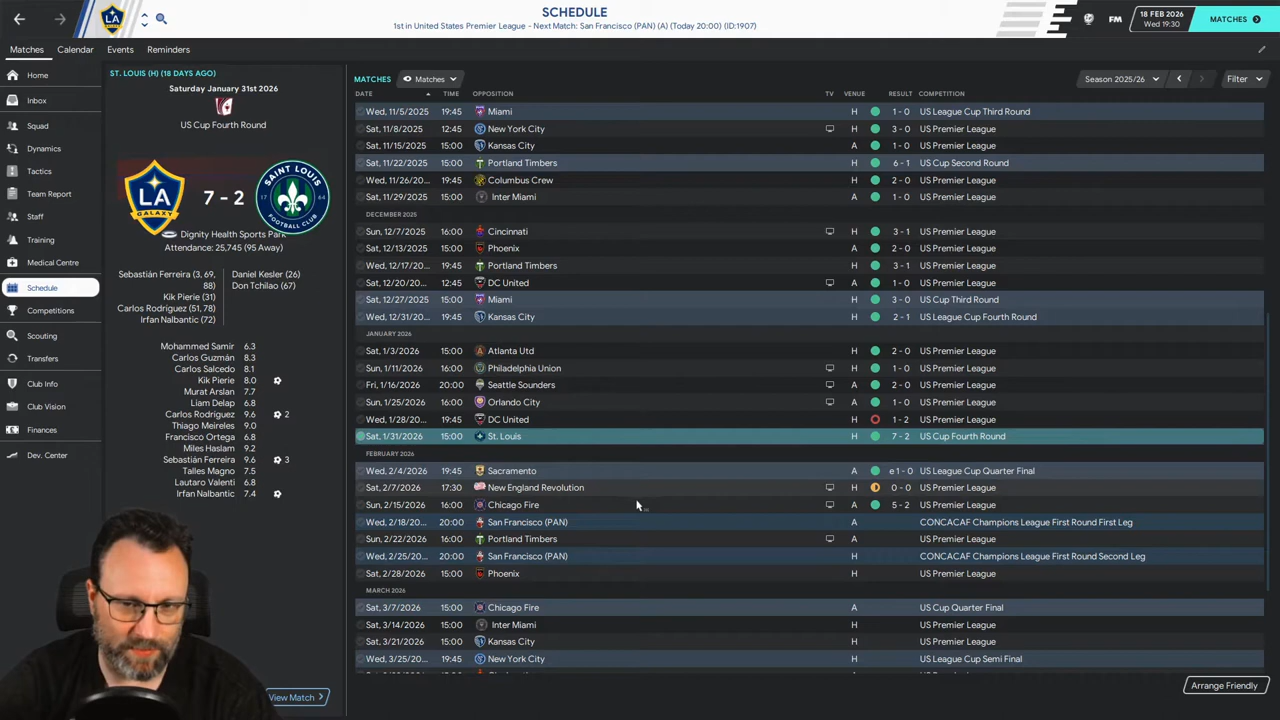 SCHEDULE
1st in United States Premier League - Next Match: San Francisco (PAN) (A) (Today 20:00) (ID:1907)
FM
18 FEB 2026
Wed 19:30
MATCHES
Matches Calendar Events Reminders
Home
Inbox
Squad
Dynamics
Tactics
Team Report
Staff
Training
Medical Centre
Schedule
Competitions
Scouting
Transfers
Club Info
Club Vision
Finances
Dev. Center
ST. LOUIS (H) (18 DAYS AGO)
Saturday January 31st 2026
US Cup Fourth Round
LA GALAXY
7 - 2
SAINT LOUIS
FOOTBALL CLUB
Dignity Health Sports Park
Attendance: 25,745 (95 Away)
Sebastián Ferreira (3, 69, 88)
Kik Pierie (31)
Carlos Rodríguez (51, 78)
Irfan Nalbantic (72)
Daniel Kesler (26)
Don Tchilao (67)
Mohammed Samir 6.3
Carlos Guzmán 8.3
Carlos Salcedo 8.1
Kik Pierie 8.0
Murat Arslan 7.7
Liam Delap 6.8
Carlos Rodríguez 9.6 2
Thiago Meireles 9.0
Francisco Ortega 6.8
Miles Haslam 9.2
Sebastián Ferreira 9.6 3
Talles Magno 7.5
Lautaro Valenti 6.8
Irfan Nalbantic 7.4
View Match
MATCHES Matches Season 2025/26 Filter
DATE TIME OPPOSITION TV VENUE RESULT COMPETITION
Wed, 11/5/2025 19:45 Miami H 1 - 0 US League Cup Third Round
Sat, 11/8/2025 12:45 New York City H 3 - 0 US Premier League
Sat, 11/15/2025 15:00 Kansas City A 1 - 0 US Premier League
Sat, 11/22/2025 15:00 Portland Timbers H 6 - 1 US Cup Second Round
Wed, 11/26/20... 19:45 Columbus Crew H 2 - 0 US Premier League
Sat, 11/29/2025 15:00 Inter Miami A 1 - 0 US Premier League
DECEMBER 2025
Sun, 12/7/2025 16:00 Cincinnati H 3 - 1 US Premier League
Sat, 12/13/2025 15:00 Phoenix A 2 - 0 US Premier League
Wed, 12/17/20... 19:45 Portland Timbers H 3 - 1 US Premier League
Sat, 12/20/20... 12:45 DC United A 1 - 0 US Premier League
Sat, 12/27/2025 15:00 Miami H 3 - 0 US Cup Third Round
Wed, 12/31/20... 19:45 Kansas City H 2 - 1 US League Cup Fourth Round
JANUARY 2026
Sat, 1/3/2026 15:00 Atlanta Utd H 2 - 0 US Premier League
Sun, 1/11/2026 16:00 Philadelphia Union H 1 - 0 US Premier League
Fri, 1/16/2026 20:00 Seattle Sounders A 2 - 0 US Premier League
Sun, 1/25/2026 16:00 Orlando City A 1 - 0 US Premier League
Wed, 1/28/20... 19:45 DC United H 1 - 2 US Premier League
Sat, 1/31/2026 15:00 St. Louis H 7 - 2 US Cup Fourth Round
FEBRUARY 2026
Wed, 2/4/2026 19:45 Sacramento A e 1 - 0 US League Cup Quarter Final
Sat, 2/7/2026 17:30 New England Revolution H 0 - 0 US Premier League
Sun, 2/15/2026 16:00 Chicago Fire A 5 - 2 US Premier League
Wed, 2/18/20... 20:00 San Francisco (PAN) A CONCACAF Champions League First Round First Leg
Sun, 2/22/2026 16:00 Portland Timbers A US Premier League
Wed, 2/25/20... 20:00 San Francisco (PAN) H CONCACAF Champions League First Round Second Leg
Sat, 2/28/2026 15:00 Phoenix H US Premier League
MARCH 2026
Sat, 3/7/2026 15:00 Chicago Fire A US Cup Quarter Final
Sat, 3/14/2026 15:00 Inter Miami H US Premier League
Sat, 3/21/2026 15:00 Kansas City H US Premier League
Wed, 3/25/20... 19:45 New York City H US League Cup Semi Final
Arrange Friendly